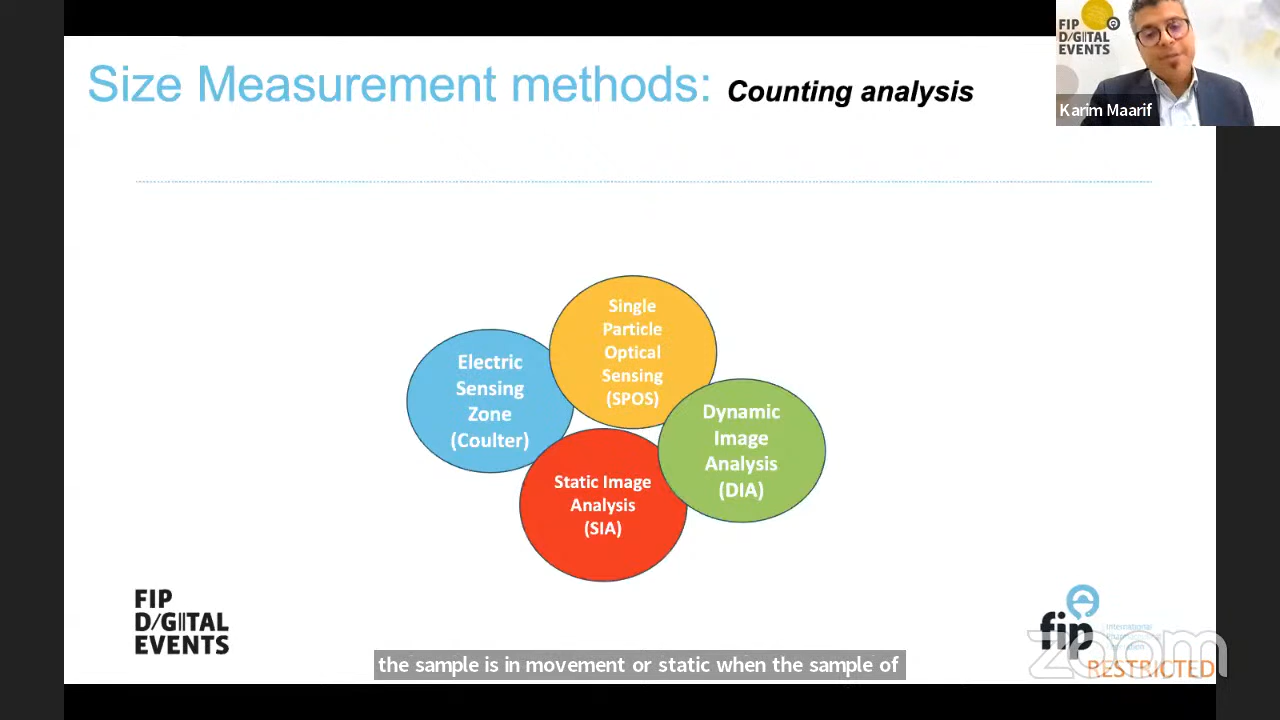 Size Measurement methods: Counting analysis
FIP
D/GITAL
EVENTS
Karim Maarif
Single
Particle
Optical
Sensing
(SPOS)
Electric
Sensing
Zone
(Coulter)
Dynamic
Image
Analysis
(DIA)
Static Image
Analysis
(SIA)
FIP
D/GITAL
EVENTS
fip
International
zoom
RESTRICTED
the sample is in movement or static when the sample of